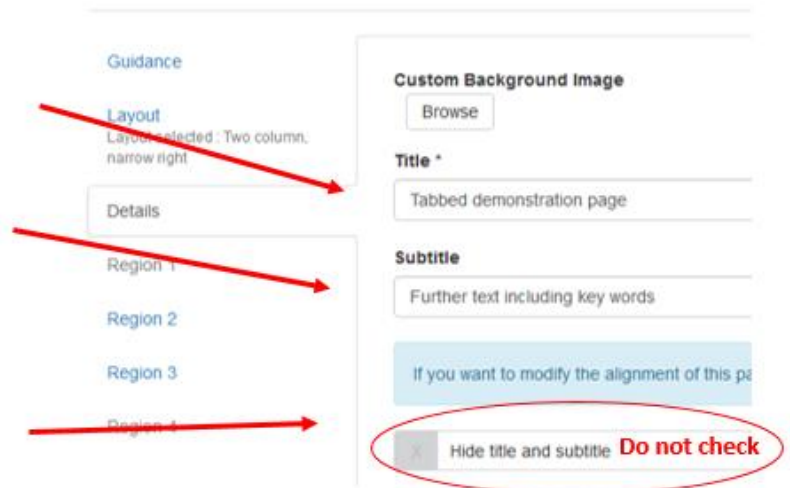 Guidance
Layout
Layout selected : Two column,
narrow right
Details
Region 1
Region 2
Region 3
Region 4
Custom Background Image
Browse
Title *
Tabbed demonstration page
Subtitle
Further text including key words
If you want to modify the alignment of this pa
X Hide title and subtitle Do not check